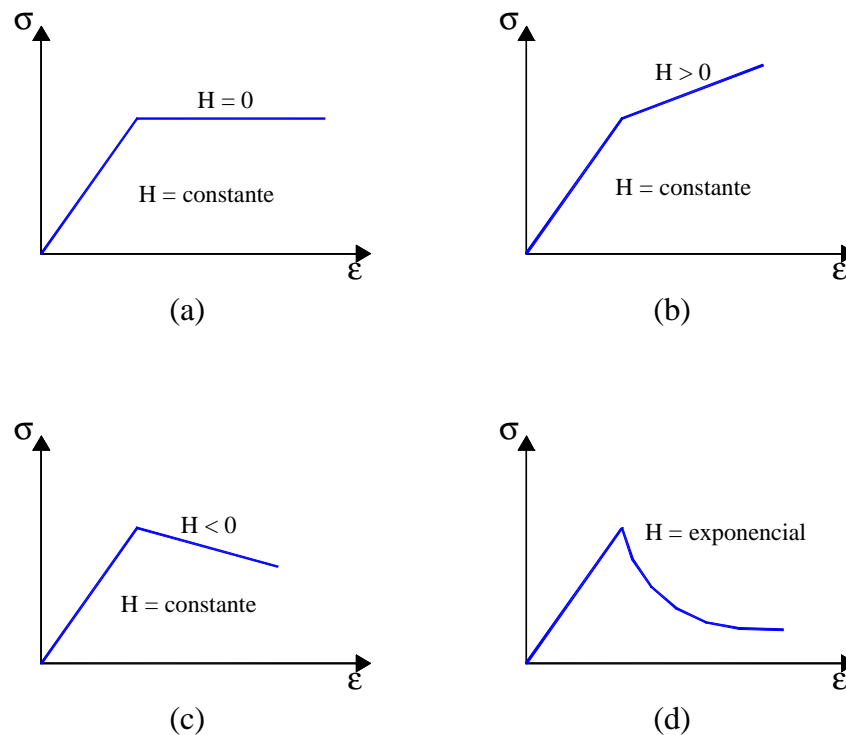 σ
H = 0
H = constante
ε
(a)
σ
H > 0
H = constante
ε
(b)
σ
H < 0
H = constante
ε
(c)
σ
H = exponencial
ε
(d)